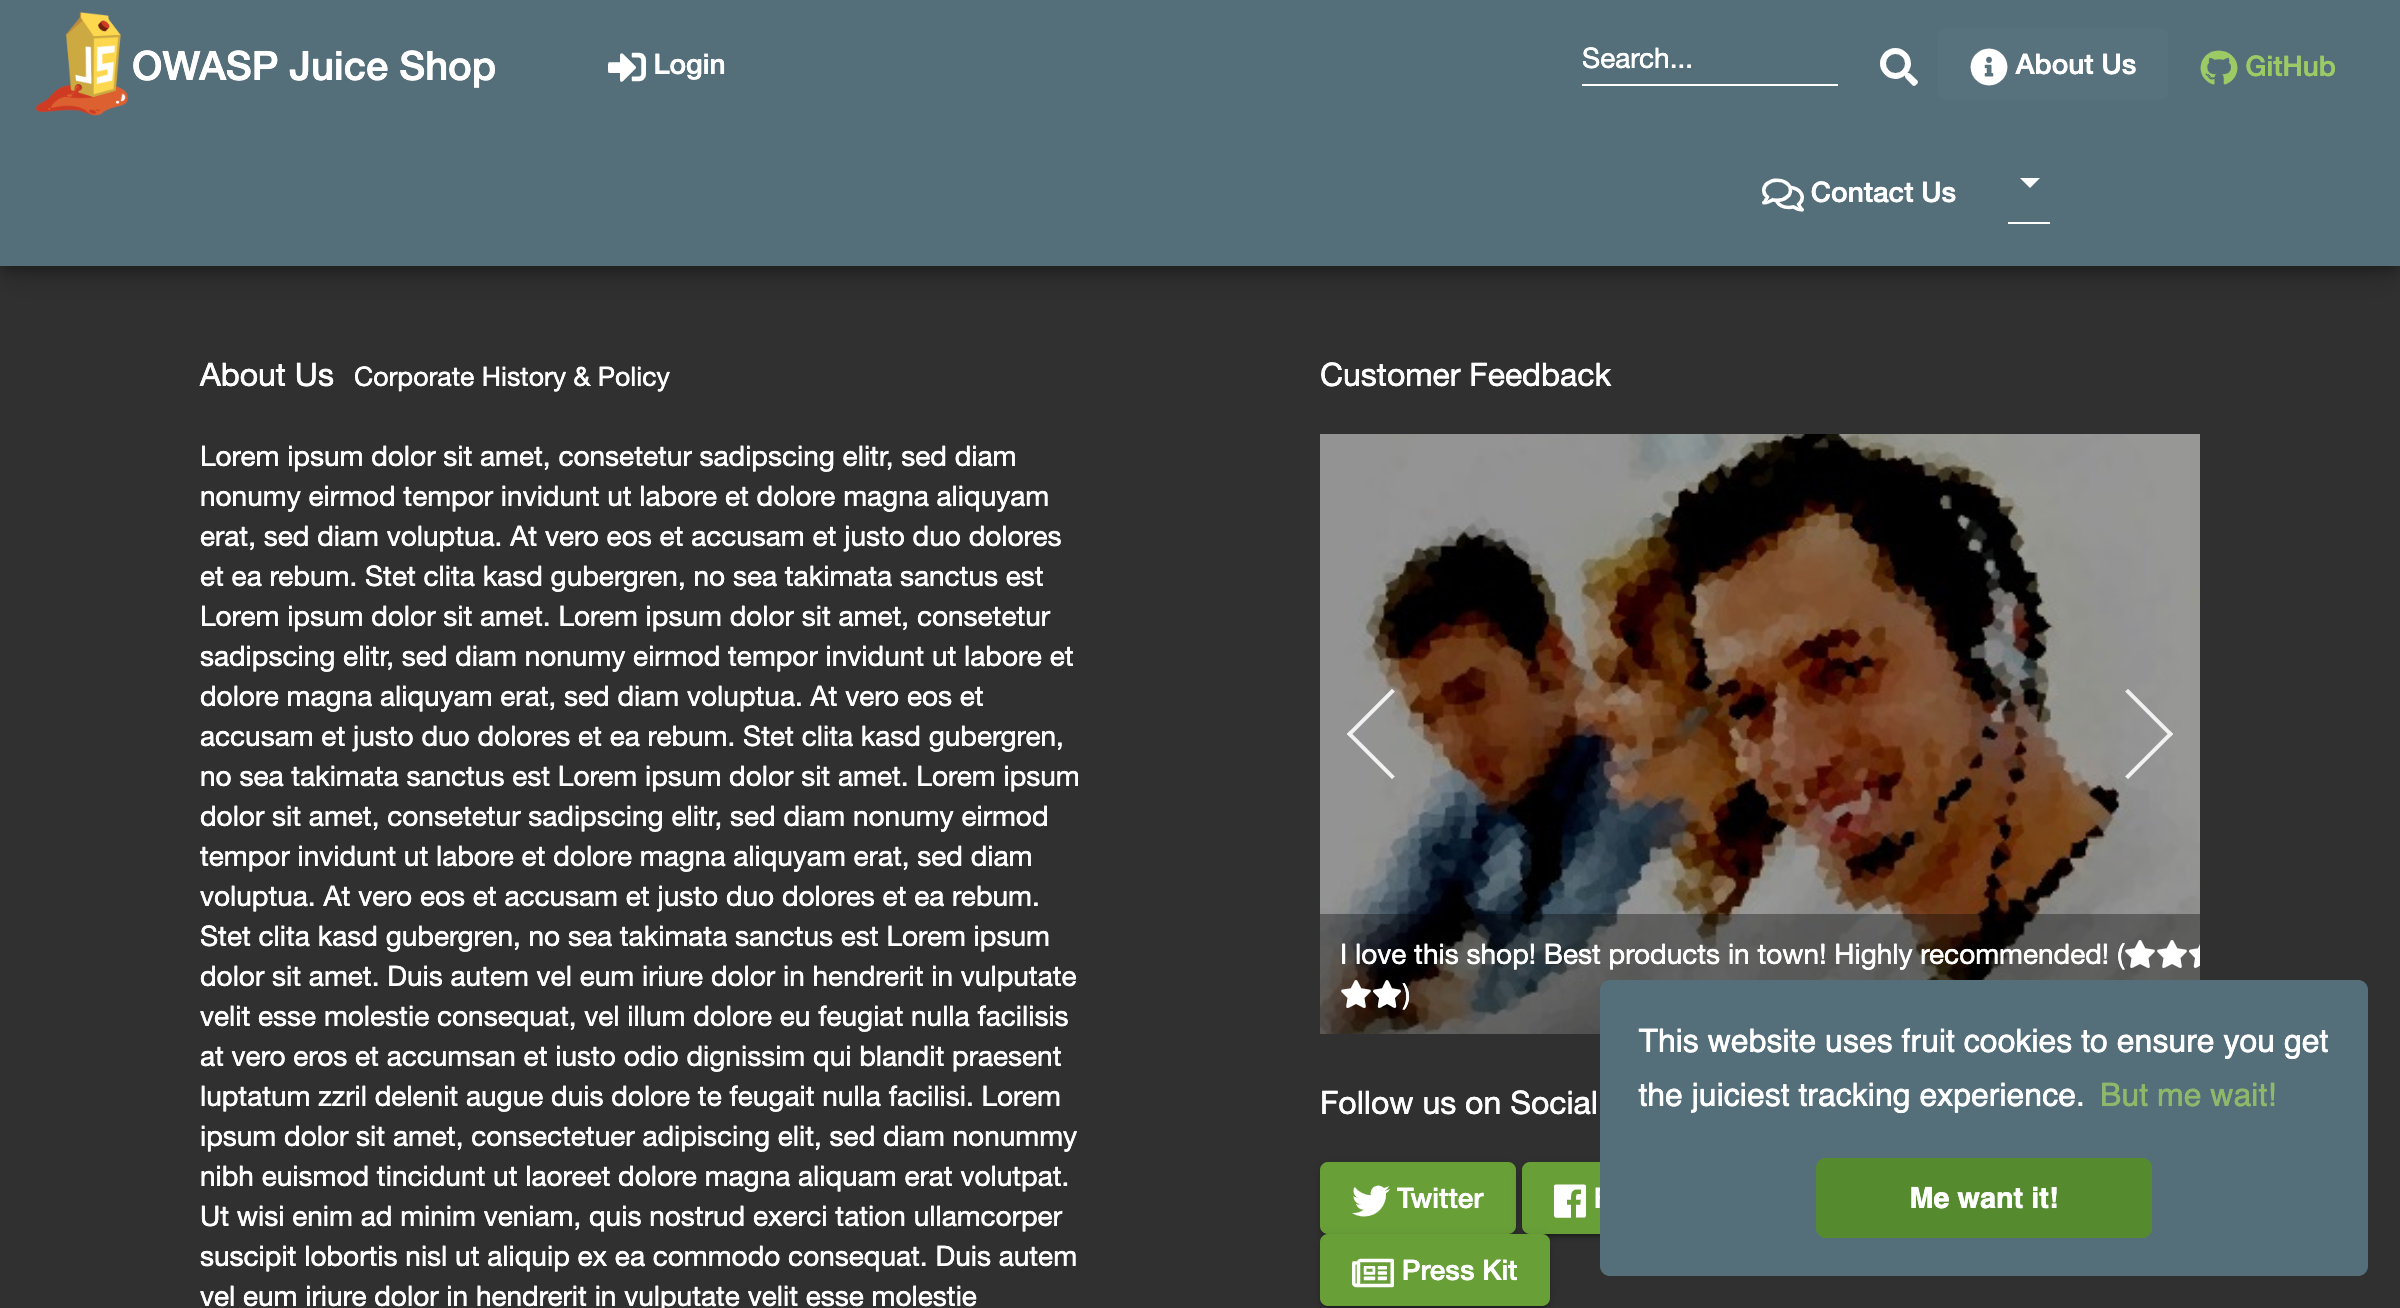 JS
OWASP Juice Shop
Login
Search...
About Us
GitHub
Contact Us
About Us Corporate History & Policy
Lorem ipsum dolor sit amet, consetetur sadipscing elitr, sed diam
nonumy eirmod tempor invidunt ut labore et dolore magna aliquyam
erat, sed diam voluptua. At vero eos et accusam et justo duo dolores
et ea rebum. Stet clita kasd gubergren, no sea takimata sanctus est
Lorem ipsum dolor sit amet. Lorem ipsum dolor sit amet, consetetur
sadipscing elitr, sed diam nonumy eirmod tempor invidunt ut labore et
dolore magna aliquyam erat, sed diam voluptua. At vero eos et
accusam et justo duo dolores et ea rebum. Stet clita kasd gubergren,
no sea takimata sanctus est Lorem ipsum dolor sit amet. Lorem ipsum
dolor sit amet, consetetur sadipscing elitr, sed diam nonumy eirmod
tempor invidunt ut labore et dolore magna aliquyam erat, sed diam
voluptua. At vero eos et accusam et justo duo dolores et ea rebum.
Stet clita kasd gubergren, no sea takimata sanctus est Lorem ipsum
dolor sit amet. Duis autem vel eum iriure dolor in hendrerit in vulputate
velit esse molestie consequat, vel illum dolore eu feugiat nulla facilisis
at vero eros et accumsan et iusto odio dignissim qui blandit praesent
luptatum zzril delenit augue duis dolore te feugait nulla facilisi. Lorem
ipsum dolor sit amet, consectetuer adipiscing elit, sed diam nonummy
nibh euismod tincidunt ut laoreet dolore magna aliquam erat volutpat.
Ut wisi enim ad minim veniam, quis nostrud exerci tation ullamcorper
suscipit lobortis nisl ut aliquip ex ea commodo consequat. Duis autem
vel eum iriure dolor in hendrerit in vulputate velit esse molestie
Customer Feedback
I love this shop! Best products in town! Highly recommended! (★★★
★★)
Follow us on Social
Twitter
Press Kit
This website uses fruit cookies to ensure you get
the juiciest tracking experience. But me wait!
Me want it!